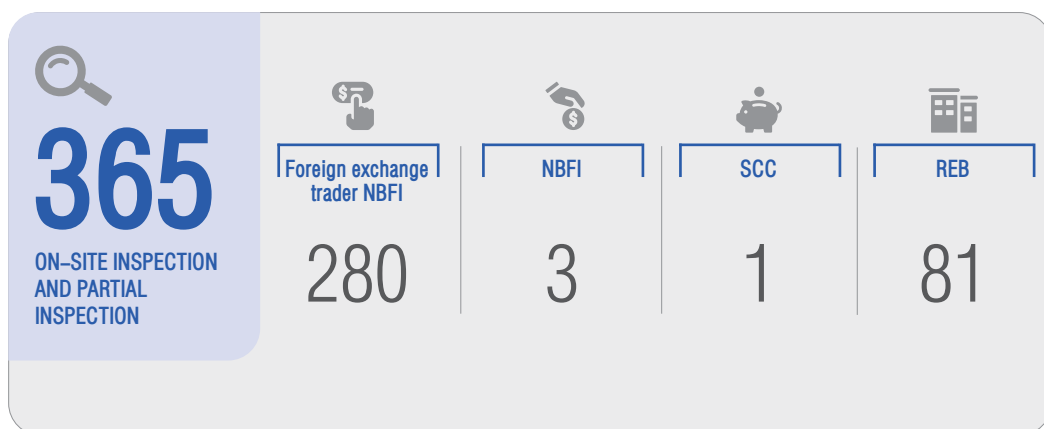 365
ON-SITE INSPECTION
AND PARTIAL
INSPECTION
Foreign exchange
trader NBFI
280
NBFI
3
SCC
1
REB
81